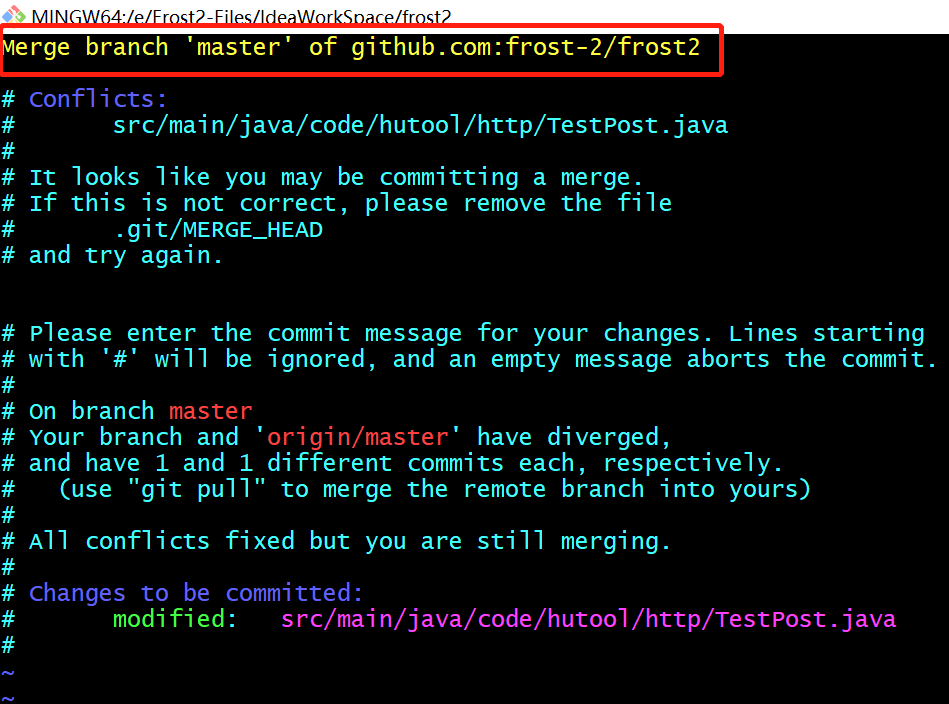 MINGW64:/e/Frost2-Files/IdeaWorkSpace/frost2
Merge branch 'master' of github.com:frost-2/frost2
# Conflicts:
#       src/main/java/code/hutool/http/TestPost.java
#
# It looks like you may be committing a merge.
# If this is not correct, please remove the file
#       .git/MERGE_HEAD
# and try again.
# Please enter the commit message for your changes. Lines starting
# with '#' will be ignored, and an empty message aborts the commit.
#
# On branch master
# Your branch and 'origin/master' have diverged,
# and have 1 and 1 different commits each, respectively.
#   (use "git pull" to merge the remote branch into yours)
#
# All conflicts fixed but you are still merging.
#
# Changes to be committed:
#       modified:   src/main/java/code/hutool/http/TestPost.java
#
~
~